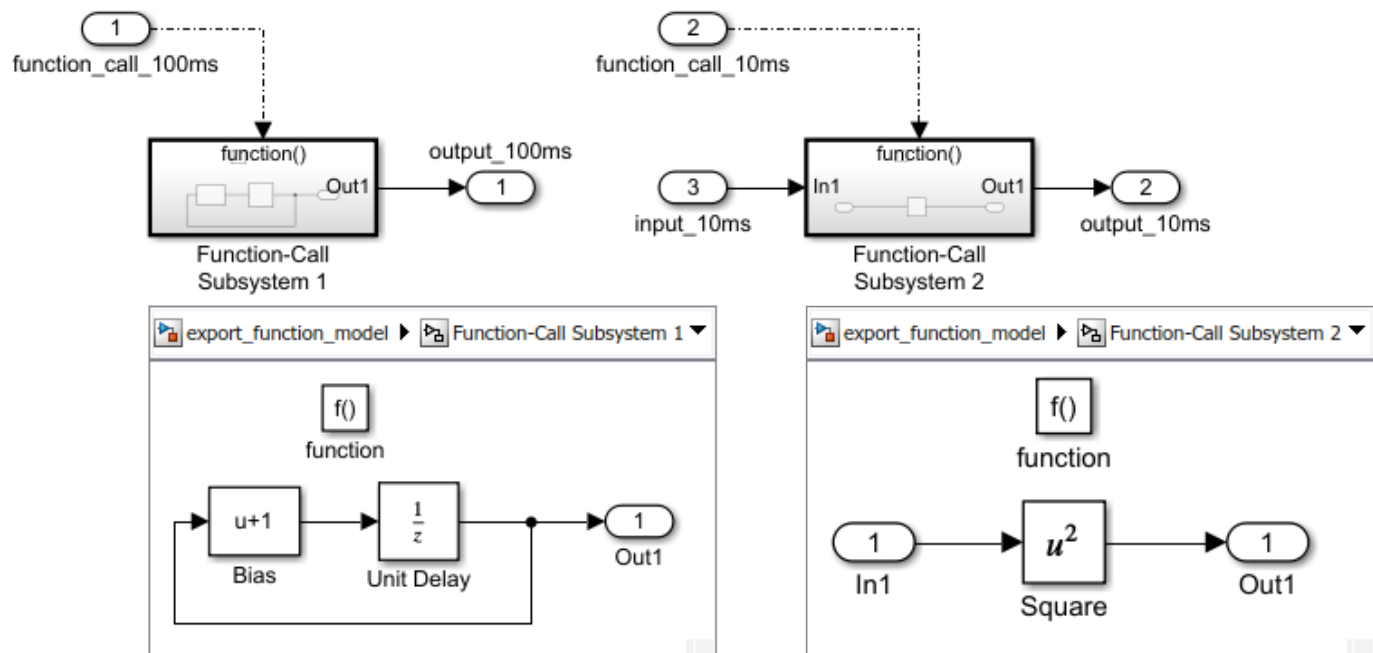 1
function_call_100ms
function()
Out1
Function-Call
Subsystem 1
output_100ms
1
2
function_call_10ms
3
input_10ms
function()
In1
Out1
Function-Call
Subsystem 2
2
output_10ms
export_function_model Function-Call Subsystem 1
f()
function
u+1
Bias
1
z
Unit Delay
1
Out1
export_function_model Function-Call Subsystem 2
f()
function
1
In1
u²
Square
1
Out1